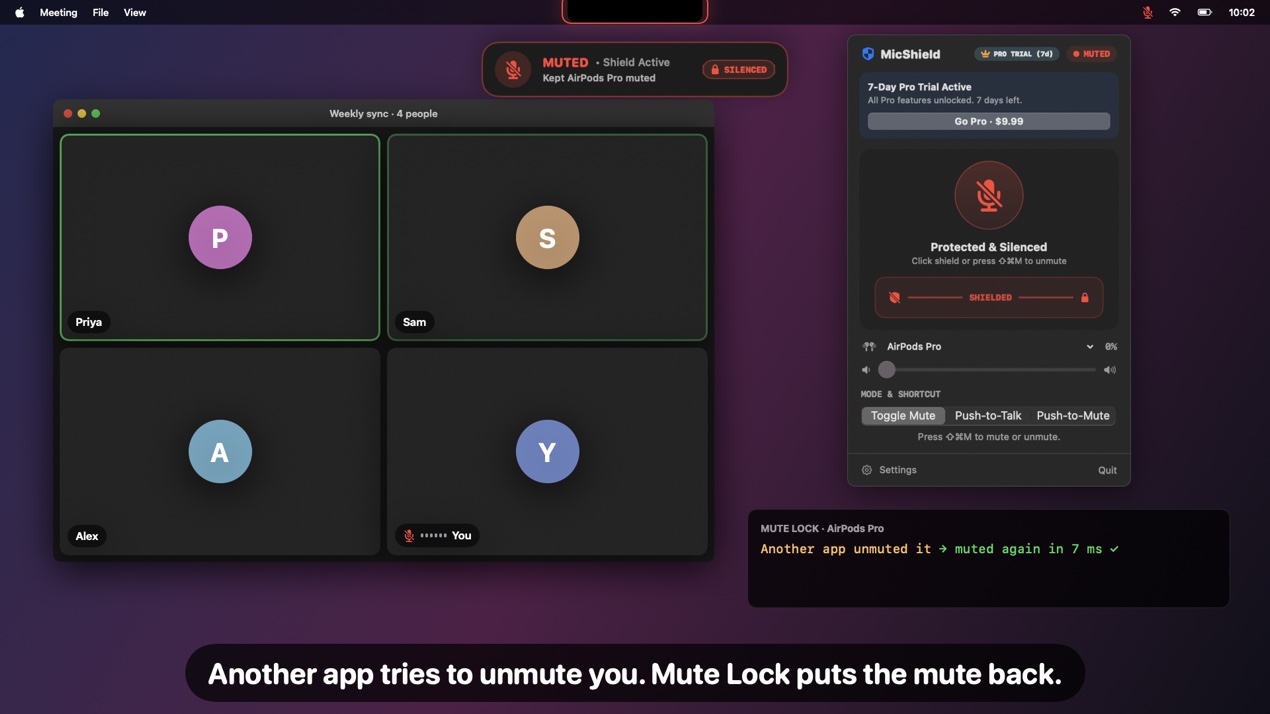 Meeting File View
10:02
MUTED • Shield Active
Kept AirPods Pro muted
SILENCED
Weekly sync · 4 people
P
Priya
S
Sam
A
Alex
Y
You
MicShield
PRO TRIAL (7d)
MUTED
7-Day Pro Trial Active
All Pro features unlocked. 7 days left.
Go Pro · $9.99
Protected & Silenced
Click shield or press ⇧⌘M to unmute
SHIELDED
AirPods Pro 0%
MODE & SHORTCUT
Toggle Mute Push-to-Talk Push-to-Mute
Press ⇧⌘M to mute or unmute.
Settings Quit
MUTE LOCK · AirPods Pro
Another app unmuted it → muted again in 7 ms ✓
Another app tries to unmute you. Mute Lock puts the mute back.